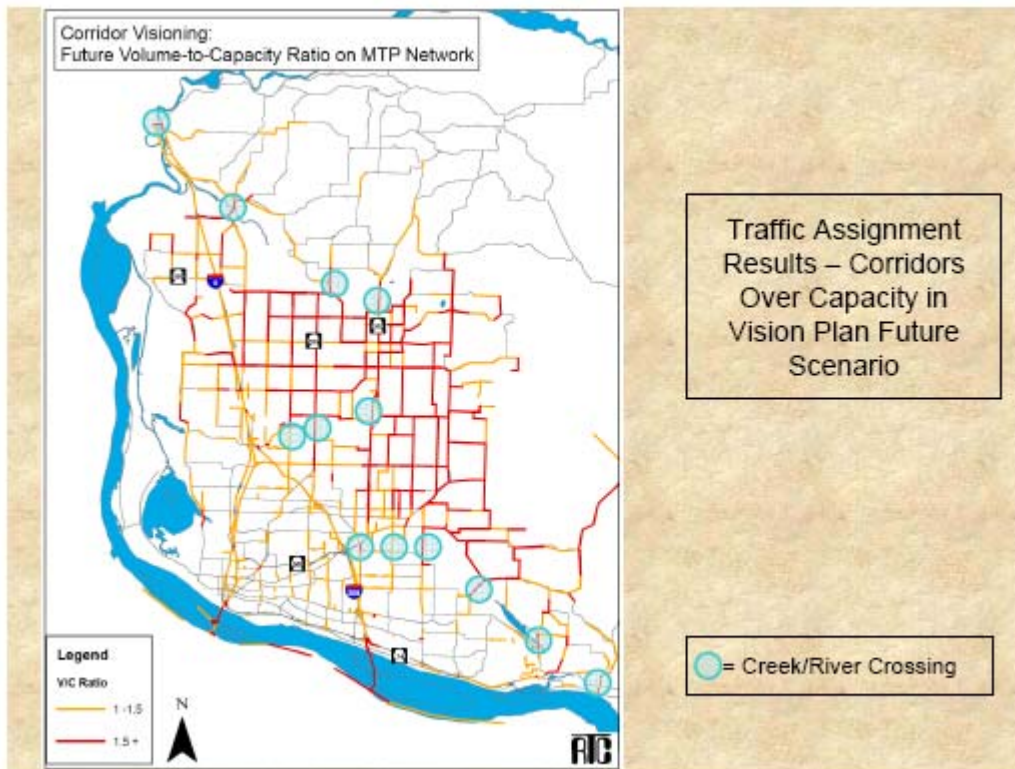 Corridor Visioning:
Future Volume-to-Capacity Ratio on MTP Network
Traffic Assignment
Results – Corridors
Over Capacity in
Vision Plan Future
Scenario
Legend
V/C Ratio
1 -1.5
1.5 +
N
RTC
= Creek/River Crossing